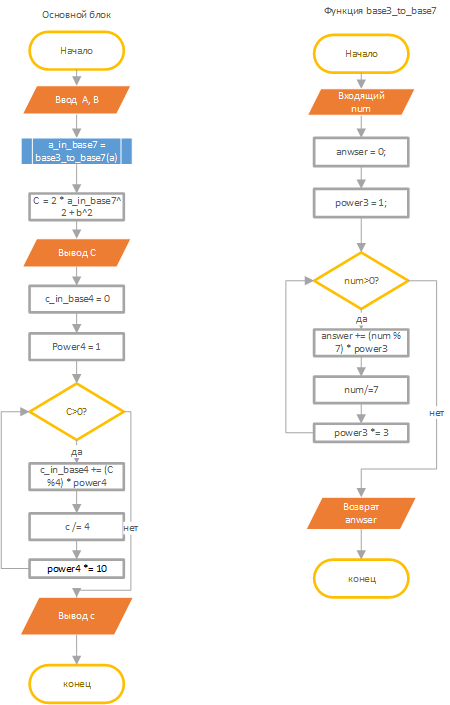 Основной блок
Начало
Ввод A, B
a_in_base7 =
base3_to_base7(a)
C = 2 * a_in_base7^
2 + b^2
Вывод C
c_in_base4 = 0
Power4 = 1
C>0?
да
c_in_base4 += (C
%4) * power4
c /= 4
нет
power4 *= 10
Вывод c
конец
Функция base3_to_base7
Начало
Входящий
num
anwser = 0;
power3 = 1;
num>0?
да
answer += (num %
7) * power3
num/=7
нет
power3 *= 3
Возврат
anwser
конец